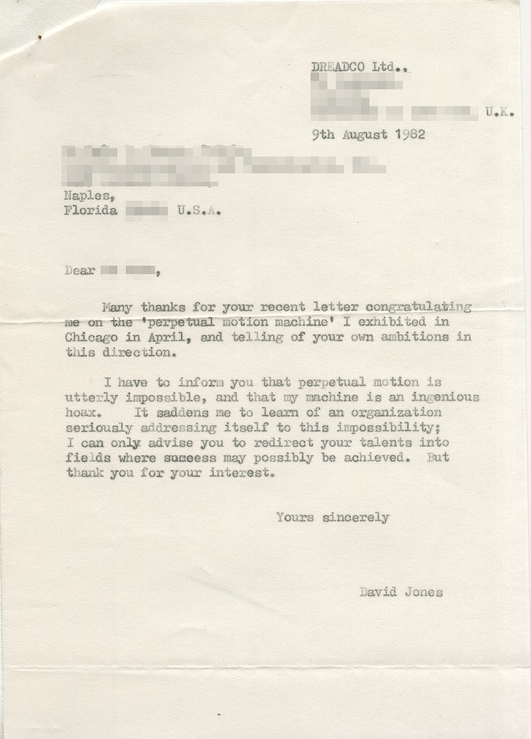 DREADCO Ltd.,
U.K.
9th August 1982
Naples,
Florida U.S.A.
Dear ,
Many thanks for your recent letter congratulating
me on the 'perpetual motion machine' I exhibited in
Chicago in April, and telling of your own ambitions in
this direction.
I have to inform you that perpetual motion is
utterly impossible, and that my machine is an ingenious
hoax. It saddens me to learn of an organization
seriously addressing itself to this impossibility;
I can only advise you to redirect your talents into
fields where success may possibly be achieved. But
thank you for your interest.
Yours sincerely
David Jones